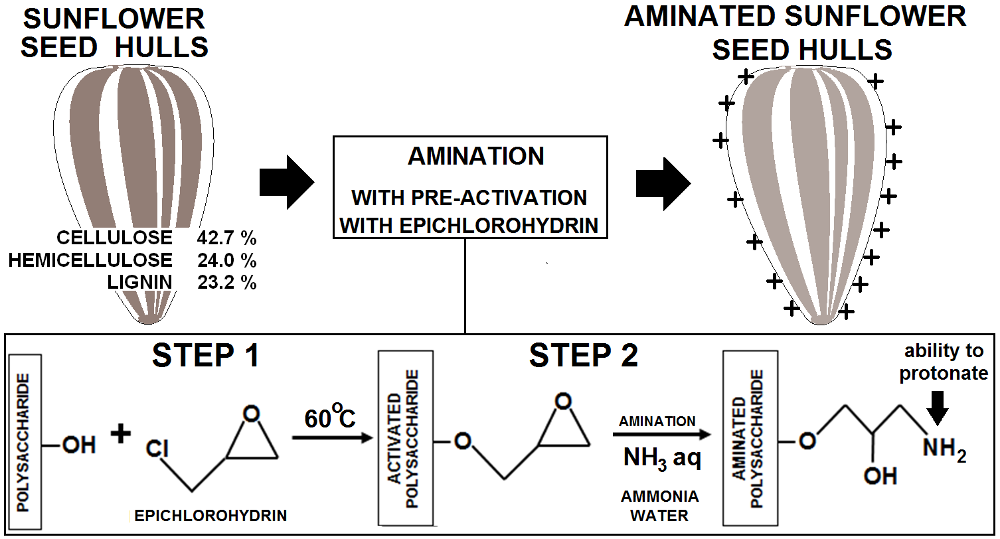 SUNFLOWER
SEED HULLS
AMINATED SUNFLOWER
SEED HULLS
AMINATION
WITH PRE-ACTIVATION
WITH EPICHLOROHYDRIN
CELLULOSE 42.7 %
HEMICELLULOSE 24.0 %
LIGNIN 23.2 %
STEP 1
STEP 2
ability to
protonate
POLYSACCHARIDE
OH
+
Cl
O
EPICHLOROHYDRIN
60°C
ACTIVATED
POLYSACCHARIDE
O
O
AMINATION
NH3 aq
AMMONIA
WATER
AMINATED
POLYSACCHARIDE
O
OH
NH2